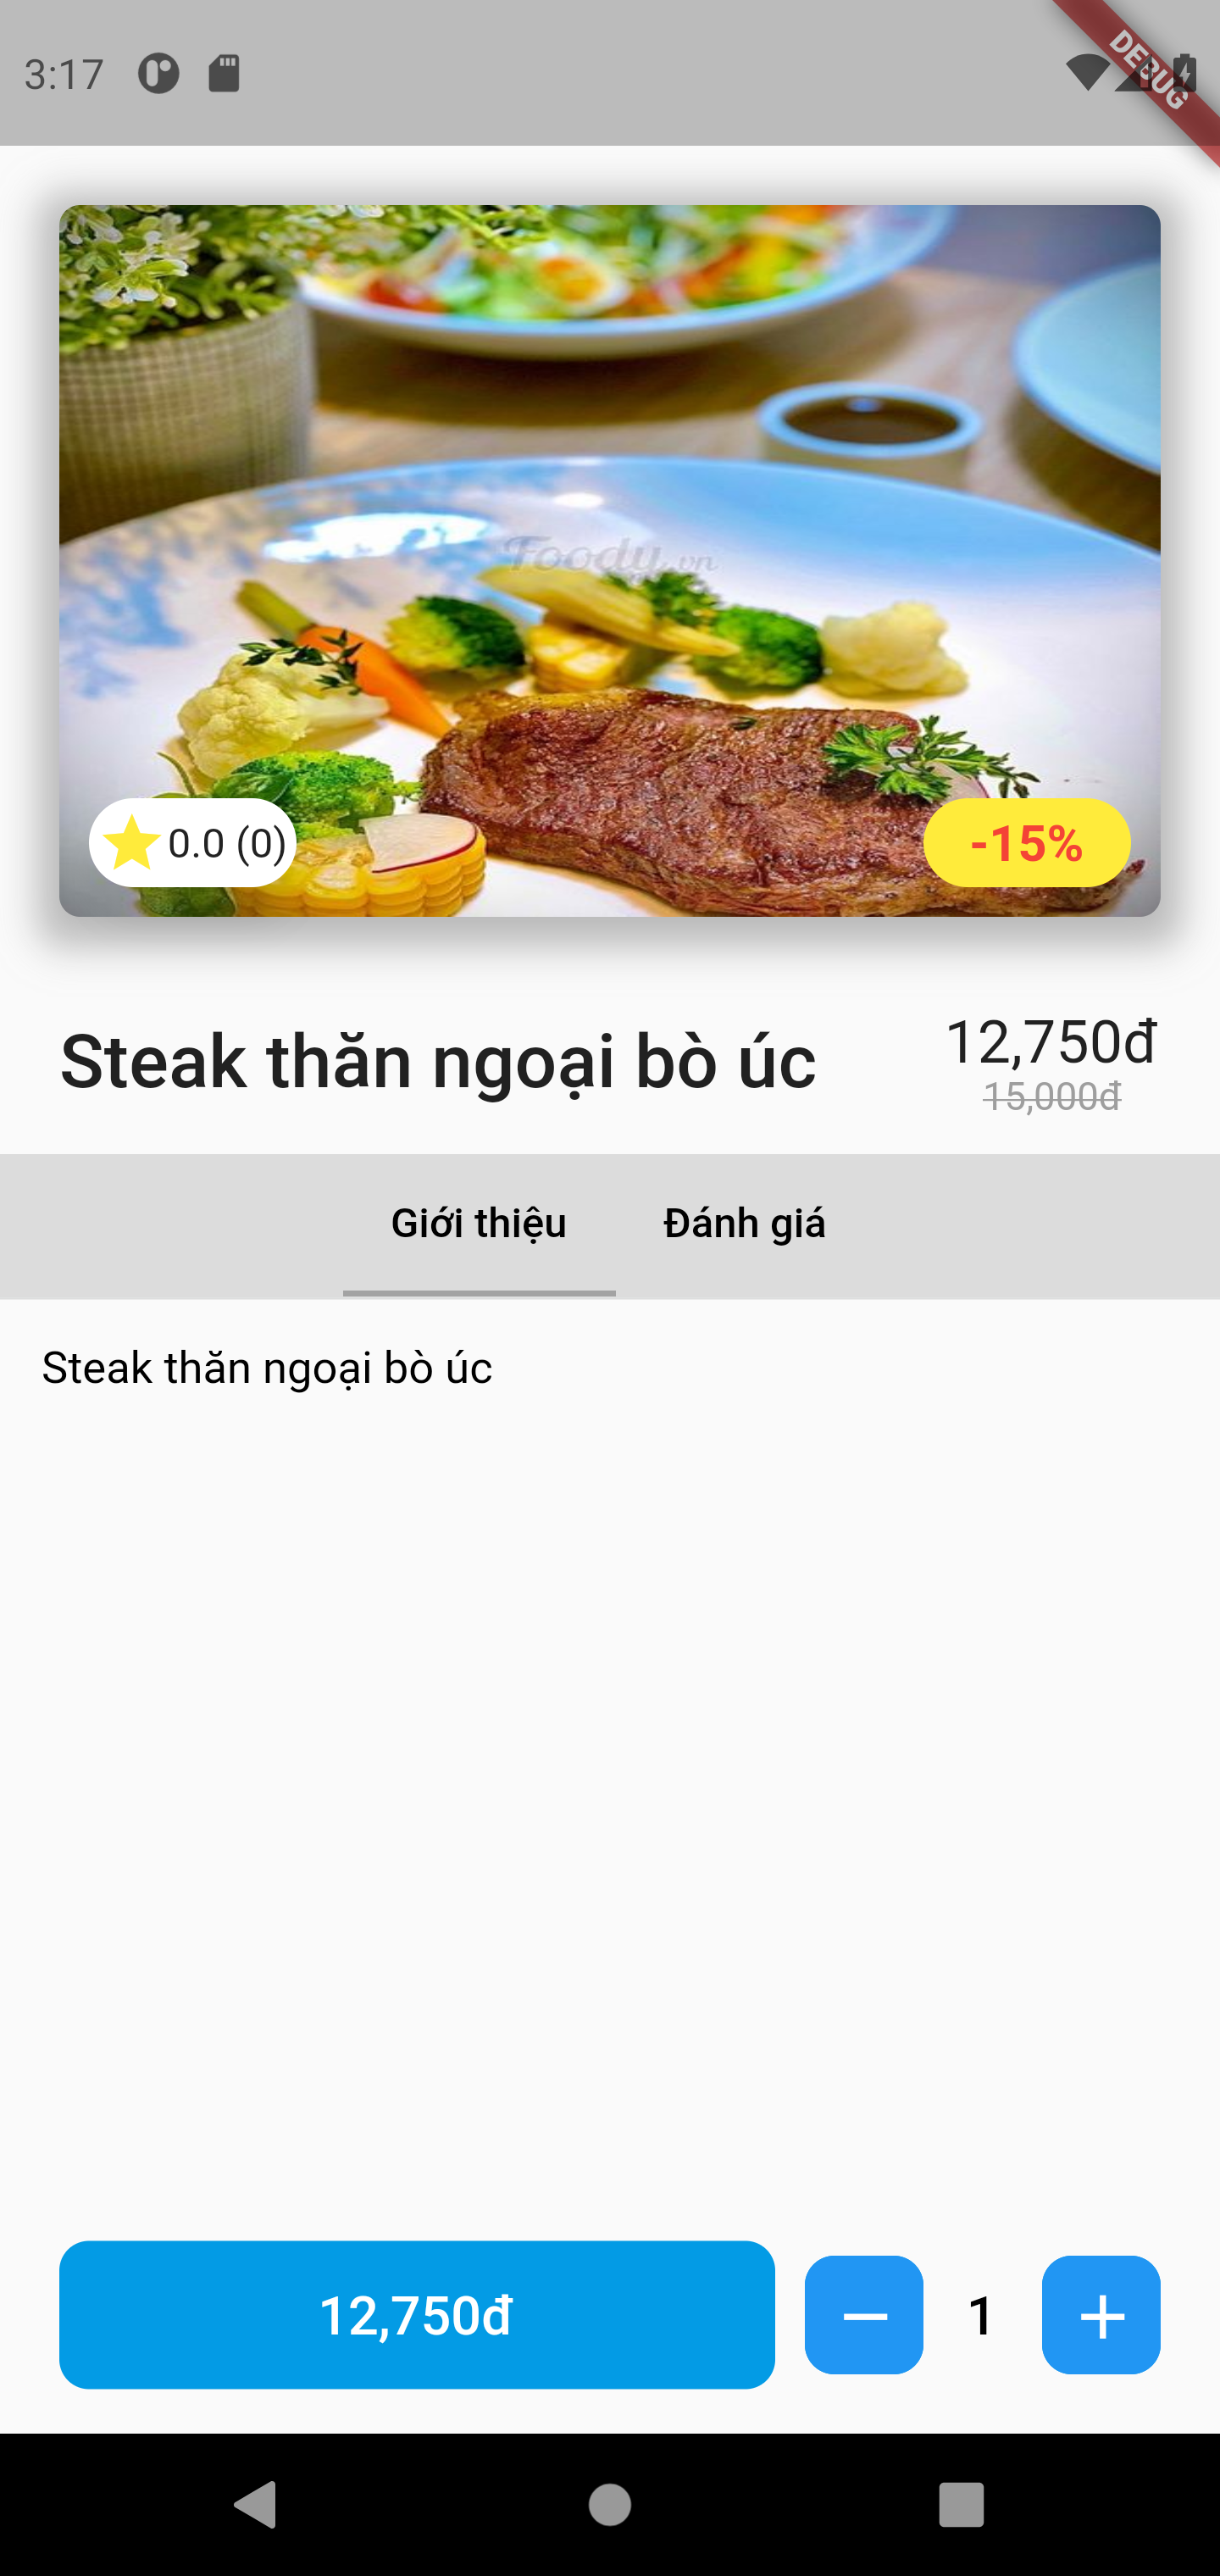 3:17
DEBUG
Foody.vn
0.0 (0)
-15%
Steak thăn ngoại bò úc
12,750đ
15,000đ
Giới thiệu
Đánh giá
Steak thăn ngoại bò úc
12,750đ
1